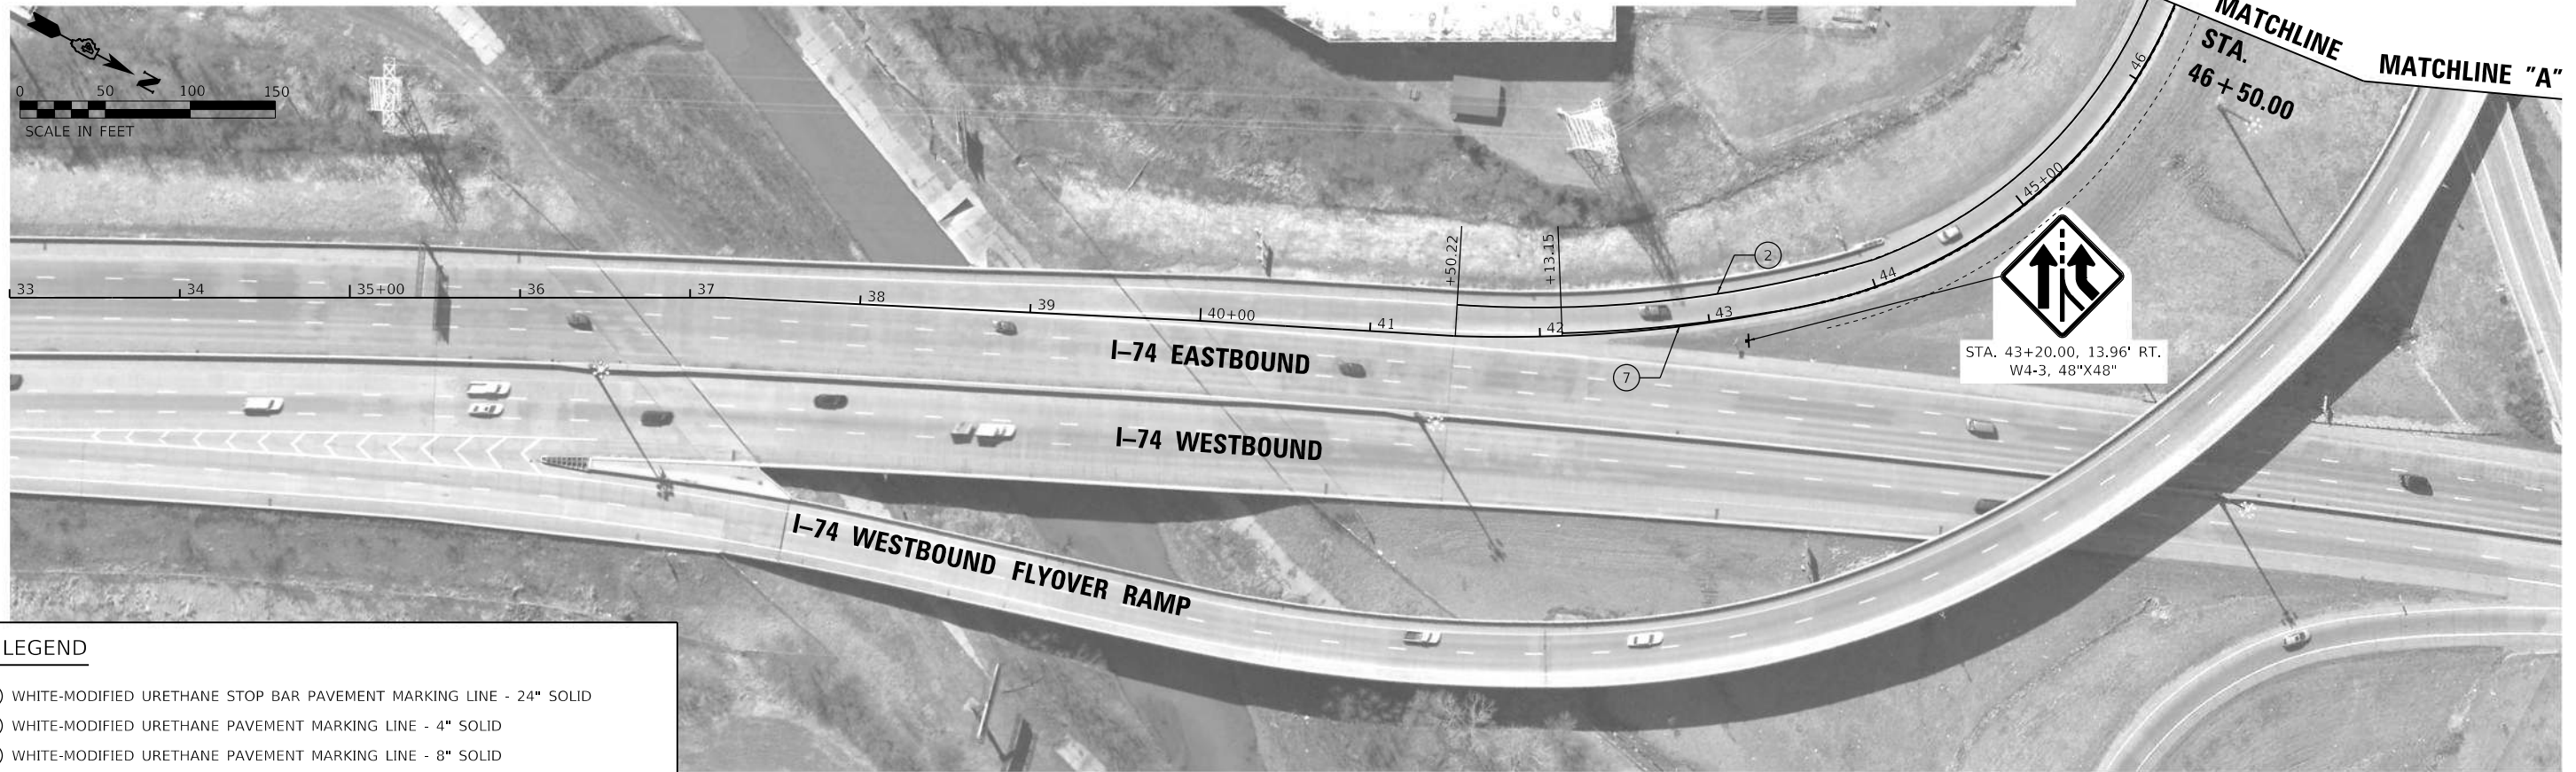 MATCHLINE
STA.
46+50.00
MATCHLINE "A"
N
0 50 100 150
SCALE IN FEET
33 34 35+00 36 37 38 39 40+00 41 42 43 44 45+00 46
+50.22
+13.15
2
7
STA. 43+20.00, 13.96' RT.
W4-3, 48"X48"
I-74 EASTBOUND
I-74 WESTBOUND
I-74 WESTBOUND FLYOVER RAMP
LEGEND
WHITE-MODIFIED URETHANE STOP BAR PAVEMENT MARKING LINE - 24" SOLID
WHITE-MODIFIED URETHANE PAVEMENT MARKING LINE - 4" SOLID
WHITE-MODIFIED URETHANE PAVEMENT MARKING LINE - 8" SOLID